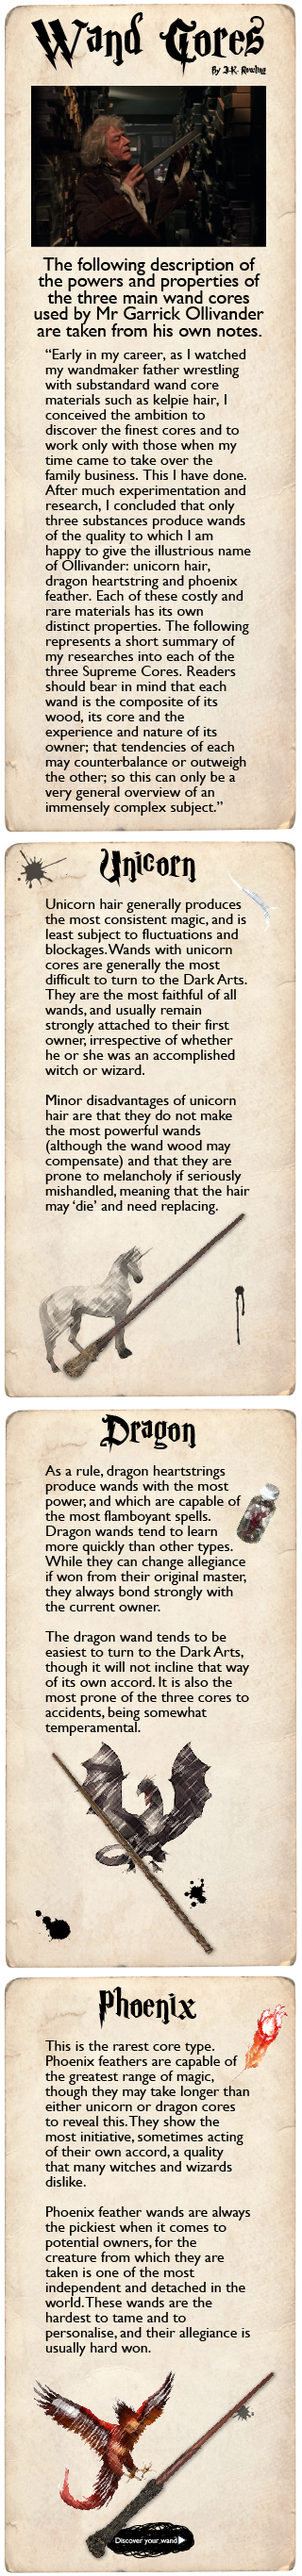 Wand Cores
By J.K. Rowling
The following description of
the powers and properties of
the three main wand cores
used by Mr Garrick Ollivander
are taken from his own notes.
“Early in my career, as I watched
my wandmaker father wrestling
with substandard wand core
materials such as kelpie hair, I
conceived the ambition to
discover the finest cores and to
work only with those when my
time came to take over the
family business. This I have done.
After much experimentation and
research, I concluded that only
three substances produce wands
of the quality to which I am
happy to give the illustrious name
of Ollivander: unicorn hair,
dragon heartstring and phoenix
feather. Each of these costly and
rare materials has its own
distinct properties. The following
represents a short summary of
my researches into each of the
three Supreme Cores. Readers
should bear in mind that each
wand is the composite of its
wood, its core and the
experience and nature of its
owner; that tendencies of each
may counterbalance or outweigh
the other; so this can only be a
very general overview of an
immensely complex subject.”
Unicorn
Unicorn hair generally produces
the most consistent magic, and is
least subject to fluctuations and
blockages. Wands with unicorn
cores are generally the most
difficult to turn to the Dark Arts.
They are the most faithful of all
wands, and usually remain
strongly attached to their first
owner, irrespective of whether
he or she was an accomplished
witch or wizard.
Minor disadvantages of unicorn
hair are that they do not make
the most powerful wands
(although the wand wood may
compensate) and that they are
prone to melancholy if seriously
mishandled, meaning that the hair
may ‘die’ and need replacing.
Dragon
As a rule, dragon heartstrings
produce wands with the most
power, and which are capable of
the most flamboyant spells.
Dragon wands tend to learn
more quickly than other types.
While they can change allegiance
if won from their original master,
they always bond strongly with
the current owner.
The dragon wand tends to be
easiest to turn to the Dark Arts,
though it will not incline that way
of its own accord. It is also the
most prone of the three cores to
accidents, being somewhat
temperamental.
Phoenix
This is the rarest core type.
Phoenix feathers are capable of
the greatest range of magic,
though they may take longer than
either unicorn or dragon cores
to reveal this. They show the
most initiative, sometimes acting
of their own accord, a quality
that many witches and wizards
dislike.
Phoenix feather wands are always
the pickiest when it comes to
potential owners, for the
creature from which they are
taken is one of the most
independent and detached in the
world. These wands are the
hardest to tame and to
personalise, and their allegiance is
usually hard won.
Discover your wand